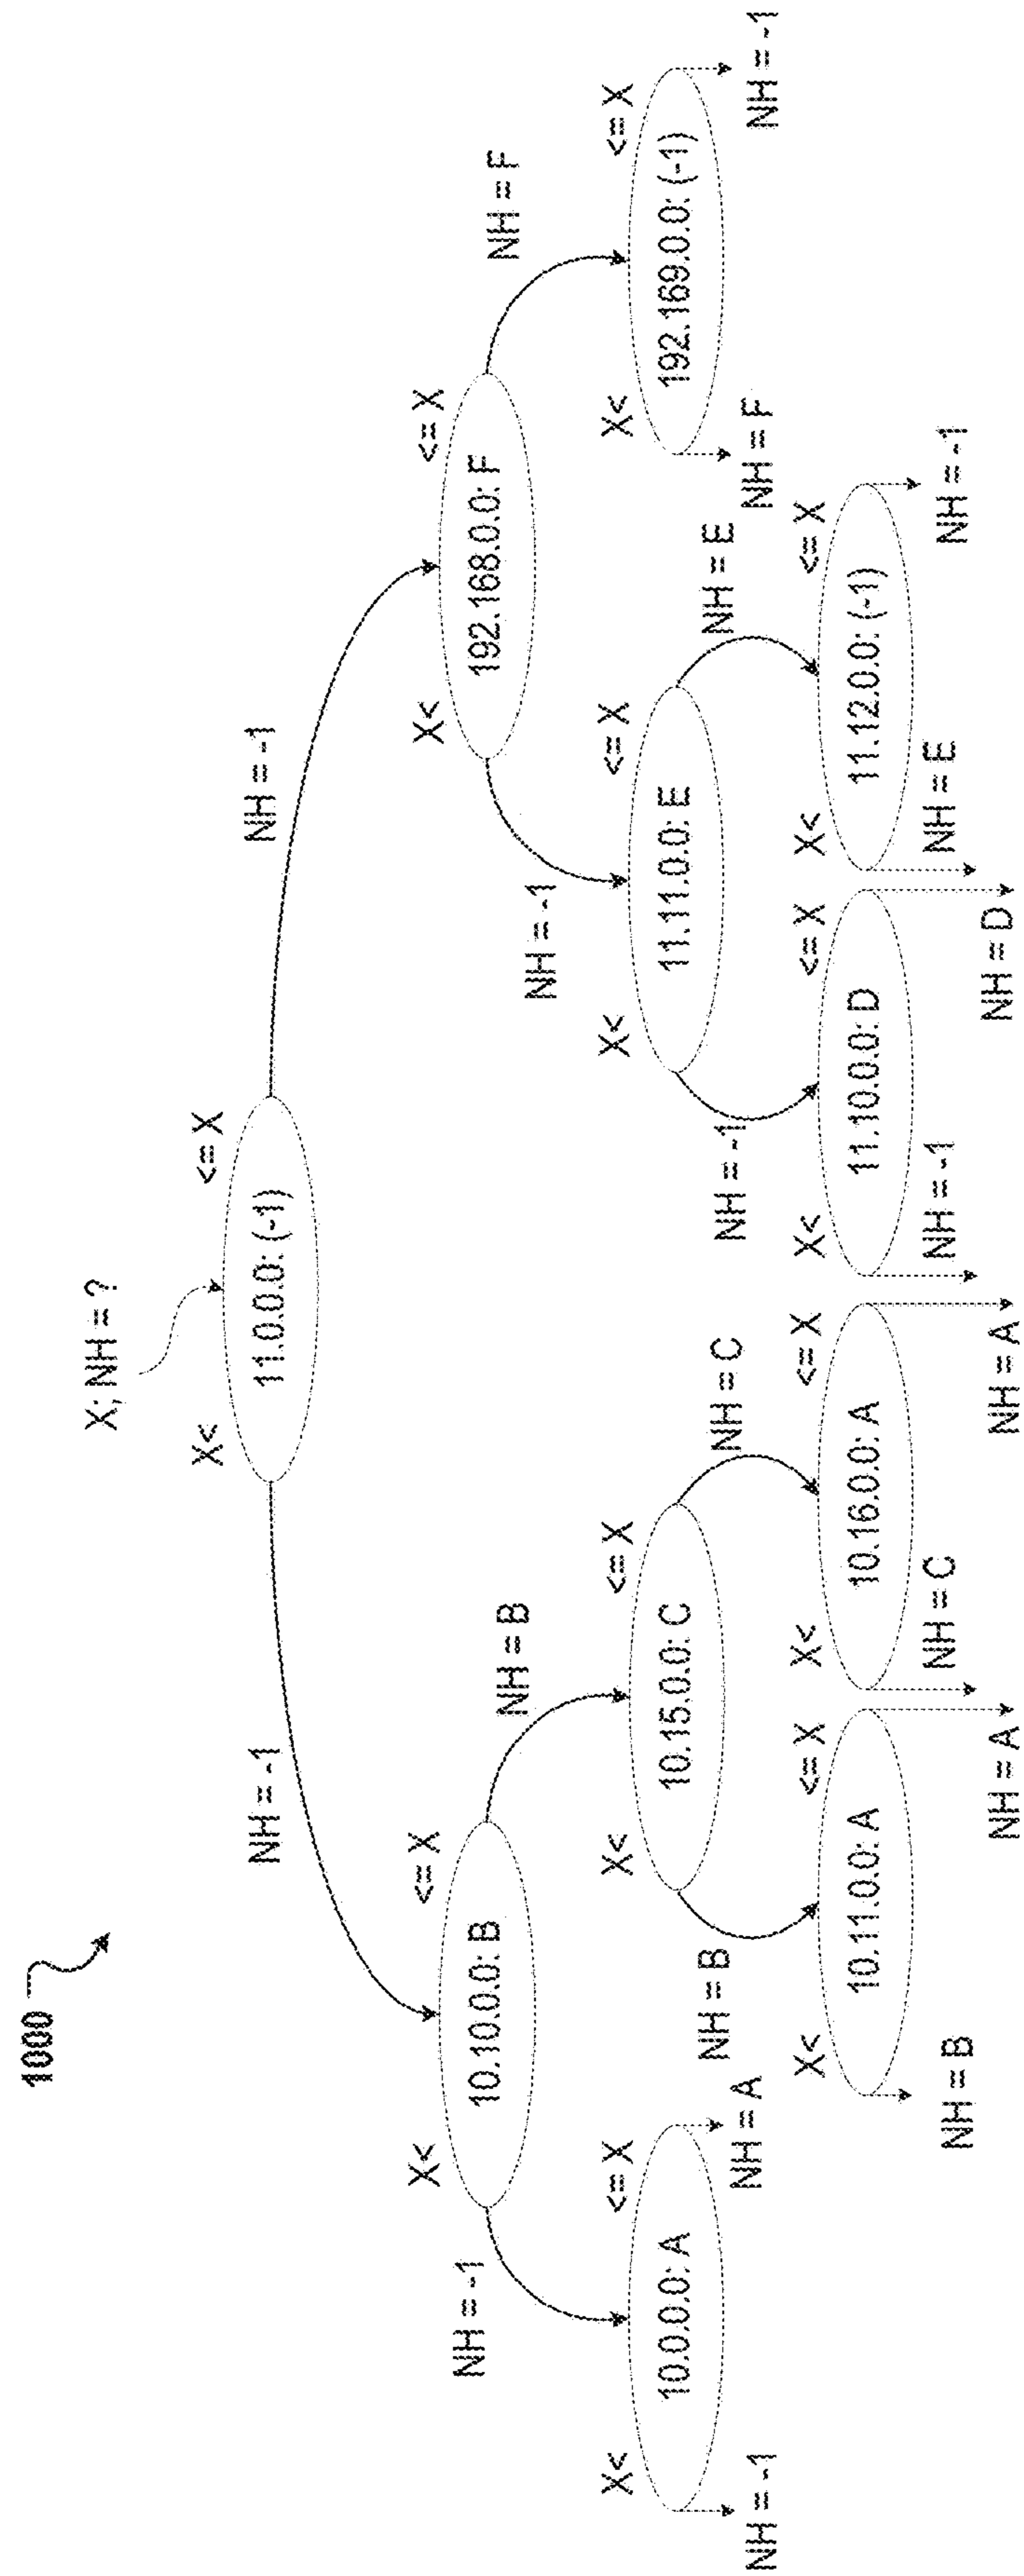 1000
X; NH = ?
X<
<= X
11.0.0.0: (-1)
NH = -1
NH = -1
X<
<= X
10.10.0.0: B
X<
<= X
192.168.0.0: F
NH = -1
NH = B
NH = -1
NH = F
X<
<= X
10.0.0.0: A
NH = -1
NH = A
X<
<= X
10.15.0.0: C
NH = B
NH = C
X<
<= X
11.11.0.0: E
NH = -1
NH = E
X<
<= X
192.169.0.0: (-1)
NH = F
NH = -1
X<
<= X
10.11.0.0: A
NH = B
NH = A
X<
<= X
10.16.0.0: A
NH = C
NH = A
X<
<= X
11.10.0.0: D
NH = -1
NH = D
X<
<= X
11.12.0.0: (-1)
NH = E
NH = -1